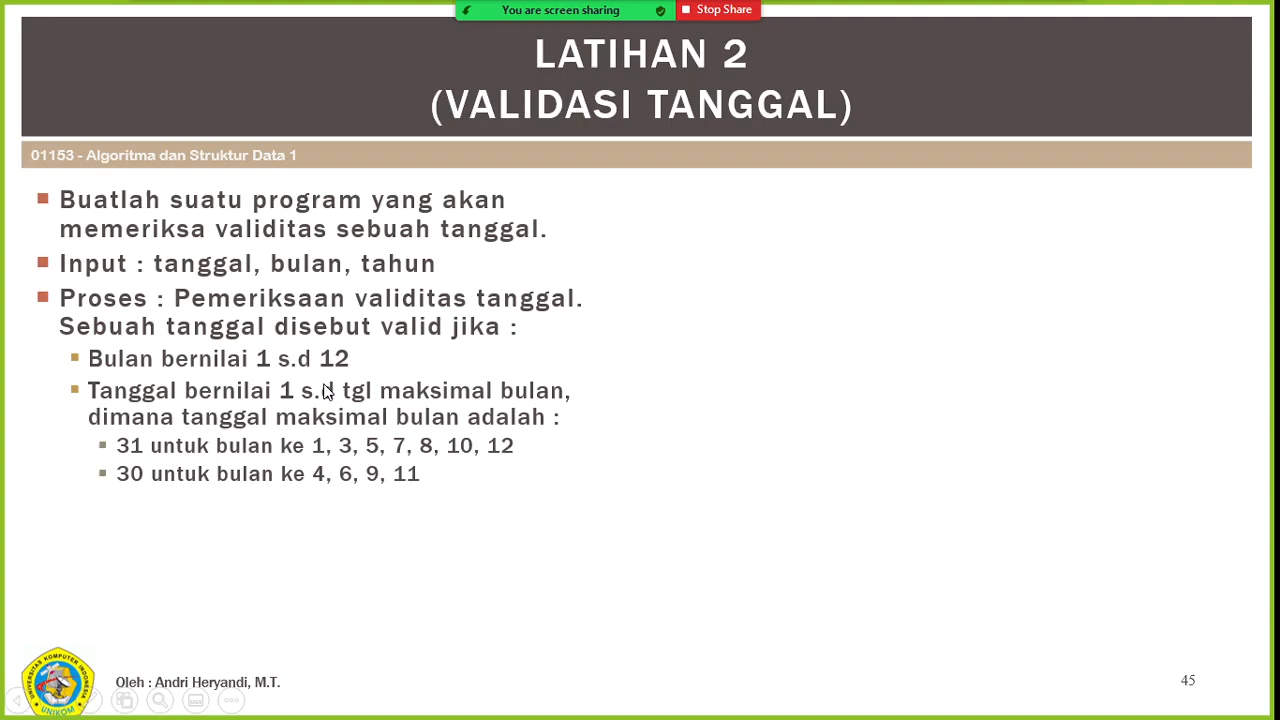 You are screen sharing
Stop Share
LATIHAN 2
(VALIDASI TANGGAL)
01153 - Algoritma dan Struktur Data 1
Buatlah suatu program yang akan
memeriksa validitas sebuah tanggal.
Input : tanggal, bulan, tahun
Proses : Pemeriksaan validitas tanggal.
Sebuah tanggal disebut valid jika :
Bulan bernilai 1 s.d 12
Tanggal bernilai 1 s.d tgl maksimal bulan,
dimana tanggal maksimal bulan adalah :
31 untuk bulan ke 1, 3, 5, 7, 8, 10, 12
30 untuk bulan ke 4, 6, 9, 11
UNIVERSITAS KOMPUTER INDONESIA
UNIKOM
Oleh : Andri Heryandi, M.T.
45